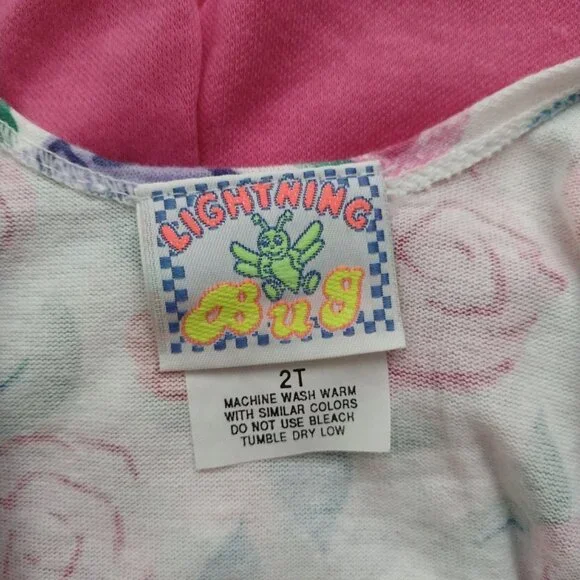 LIGHTNING
Bug
2T
MACHINE WASH WARM
WITH SIMILAR COLORS
DO NOT USE BLEACH
TUMBLE DRY LOW